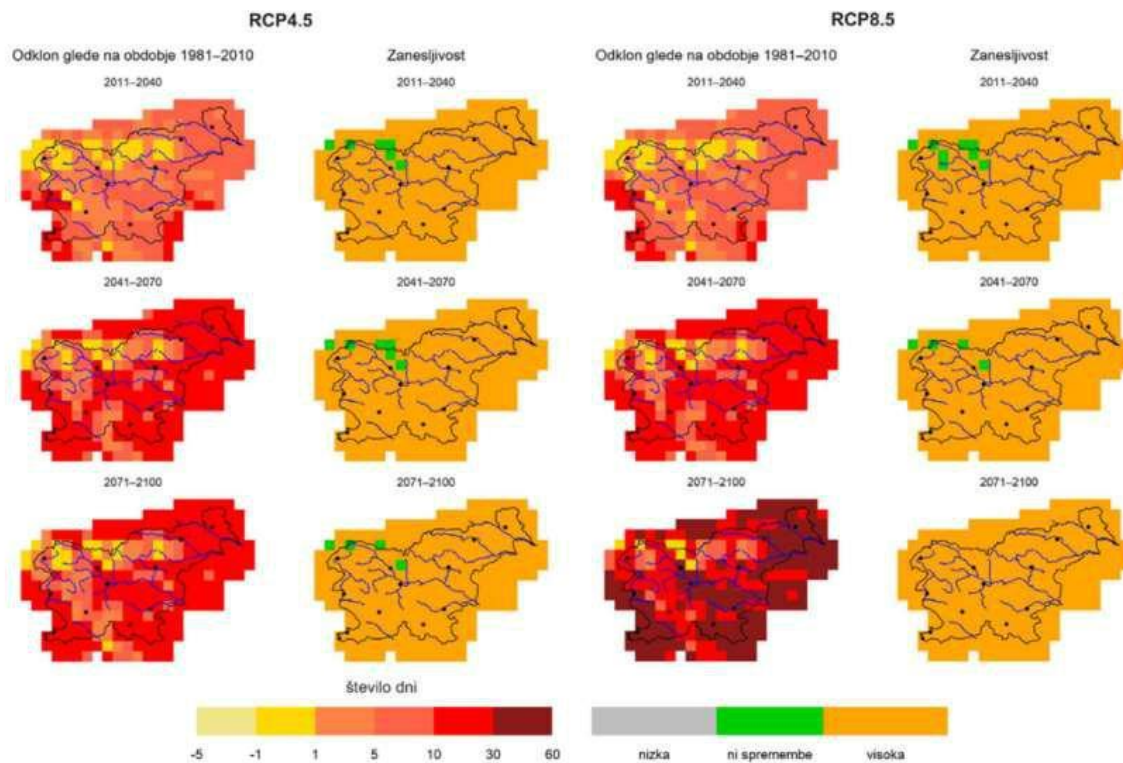 RCP4.5
RCP8.5
Odklon glede na obdobje 1981–2010
Zanesljivost
Odklon glede na obdobje 1981–2010
Zanesljivost
2011–2040
2011–2040
2011–2040
2011–2040
2041–2070
2041–2070
2041–2070
2041–2070
2071–2100
2071–2100
2071–2100
2071–2100
število dni
-5 -1 1 5 10 30 60
nizka ni spremembe visoka